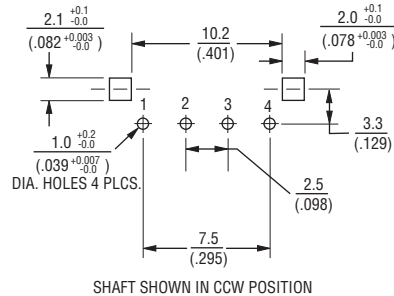 2.1 +0.1 -0.0
(.082 +0.003 -0.0)
10.2
(.401)
2.0 +0.1 -0.0
(.078 +0.003 -0.0)
1 2 3 4
1.0 +0.2 -0.0
(.039 +0.007 -0.0)
DIA. HOLES 4 PLCS.
3.3
(.129)
2.5
(.098)
7.5
(.295)
SHAFT SHOWN IN CCW POSITION